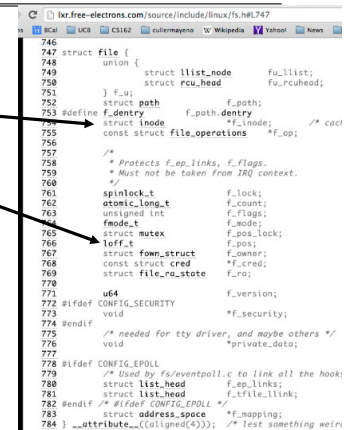 lxr.free-electrons.com/source/include/linux/fs.h#L747
BCal UCB CS162 cullermayeno Wikipedia Yahoo! News
746
747 struct file {
748 union {
749 struct llist_node fu_llist;
750 struct rcu_head fu_rcuhead;
751 } f_u;
752 struct path f_path;
753 #define f_dentry f_path.dentry
754 struct inode *f_inode; /* cach
755 const struct file_operations *f_op;
756
757 /*
758 * Protects f_ep_links, f_flags.
759 * Must not be taken from IRQ context.
760 */
761 spinlock_t f_lock;
762 atomic_long_t f_count;
763 unsigned int f_flags;
764 fmode_t f_mode;
765 struct mutex f_pos_lock;
766 loff_t f_pos;
767 struct fown_struct f_owner;
768 const struct cred *f_cred;
769 struct file_ra_state f_ra;
770
771 u64 f_version;
772 #ifdef CONFIG_SECURITY
773 void *f_security;
774 #endif
775 /* needed for tty driver, and maybe others */
776 void *private_data;
777
778 #ifdef CONFIG_EPOLL
779 /* Used by fs/eventpoll.c to link all the hooks
780 struct list_head f_ep_links;
781 struct list_head f_tfile_llink;
782 #endif /* #ifdef CONFIG_EPOLL */
783 struct address_space *f_mapping;
784 } __attribute__((aligned(4))); /* lest something weird